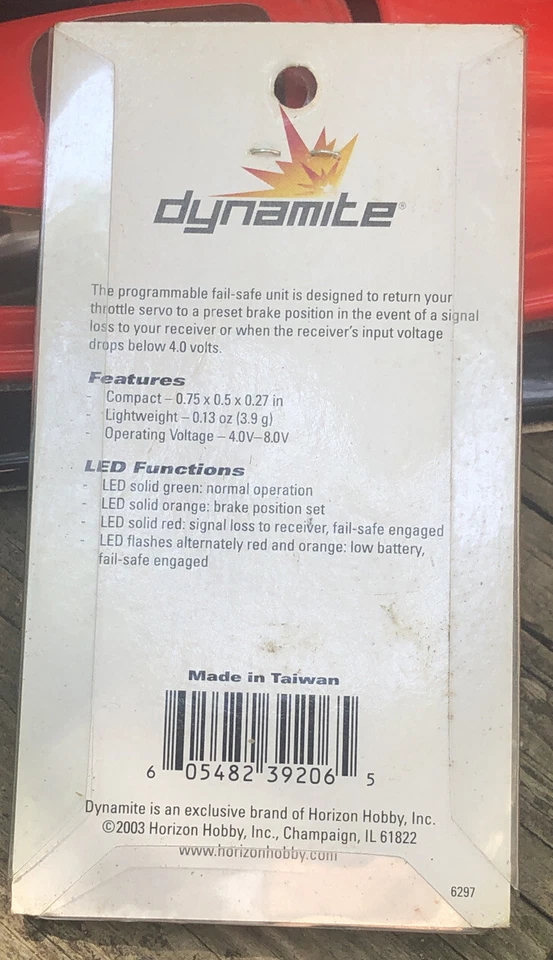 dynamite®
The programmable fail-safe unit is designed to return your
throttle servo to a preset brake position in the event of a signal
loss to your receiver or when the receiver's input voltage
drops below 4.0 volts.
Features
- Compact – 0.75 x 0.5 x 0.27 in
- Lightweight – 0.13 oz (3.9 g)
- Operating Voltage – 4.0V–8.0V
LED Functions
- LED solid green: normal operation
- LED solid orange: brake position set
- LED solid red: signal loss to receiver, fail-safe engaged
- LED flashes alternately red and orange: low battery,
fail-safe engaged
Made in Taiwan
6 05482 39206 5
Dynamite is an exclusive brand of Horizon Hobby, Inc.
©2003 Horizon Hobby, Inc., Champaign, IL 61822
www.horizonhobby.com
6297